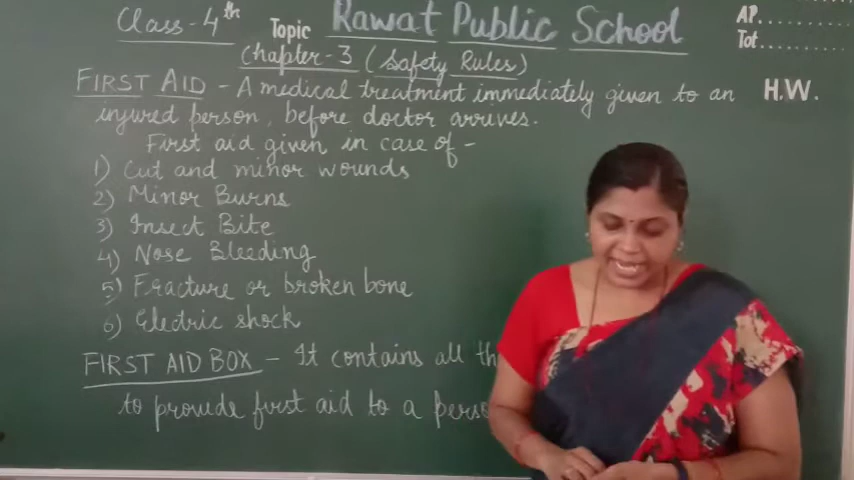 Class-4th Topic Rawat Public School
AP..........
Tot..........
Chapter-3 (Safety Rules)
FIRST AID - A medical treatment immediately given to an
H.W.
injured person, before doctor arrives.
First aid given in case of -
1) Cut and minor wounds
2) Minor Burns
3) Insect Bite
4) Nose Bleeding
5) Fracture or broken bone
6) Electric shock
FIRST AID BOX - It contains all
to provide first aid to a